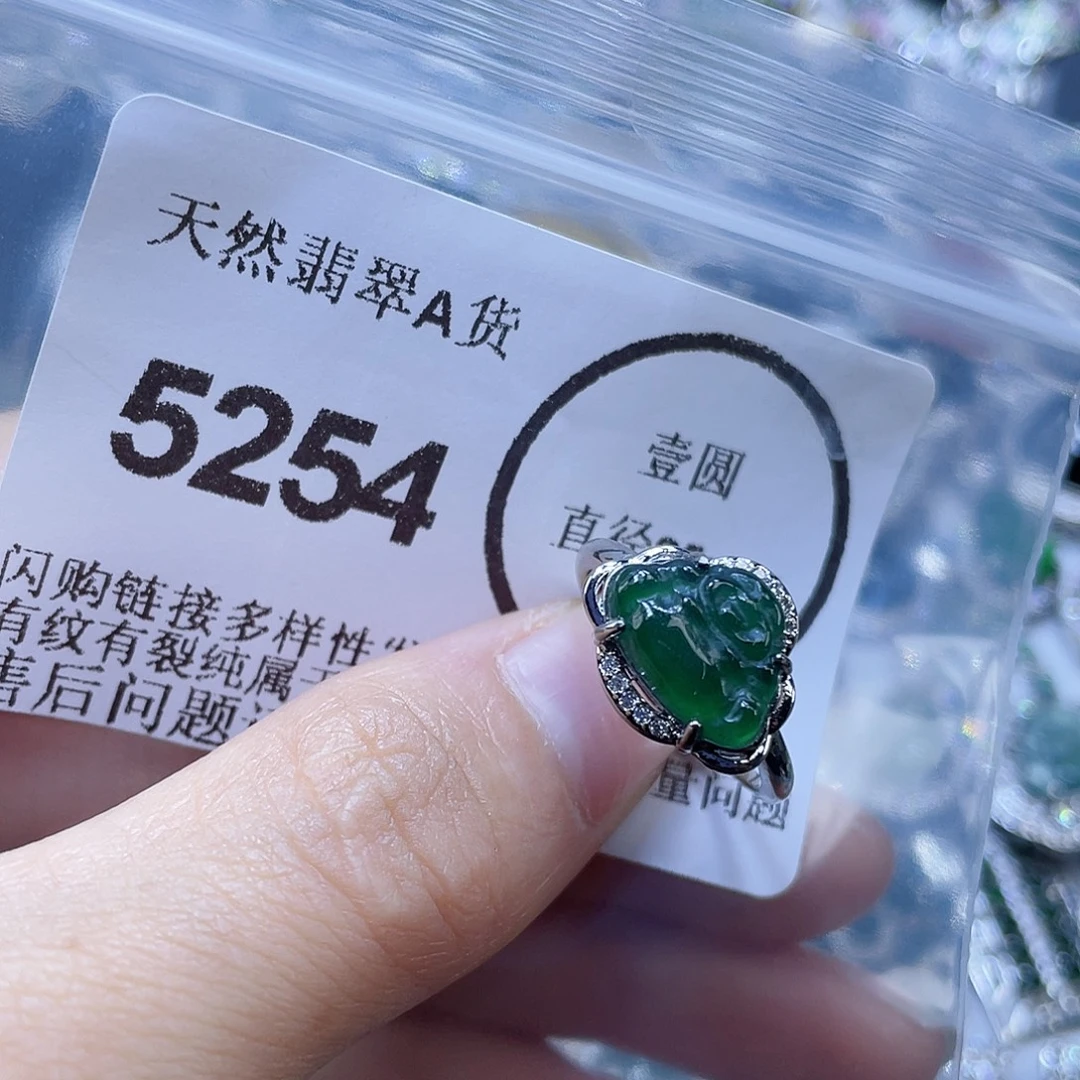 天然翡翠A货
5254
壹圆
直径
闪购链接多样性
有纹有裂纯属
售后问题
量问题